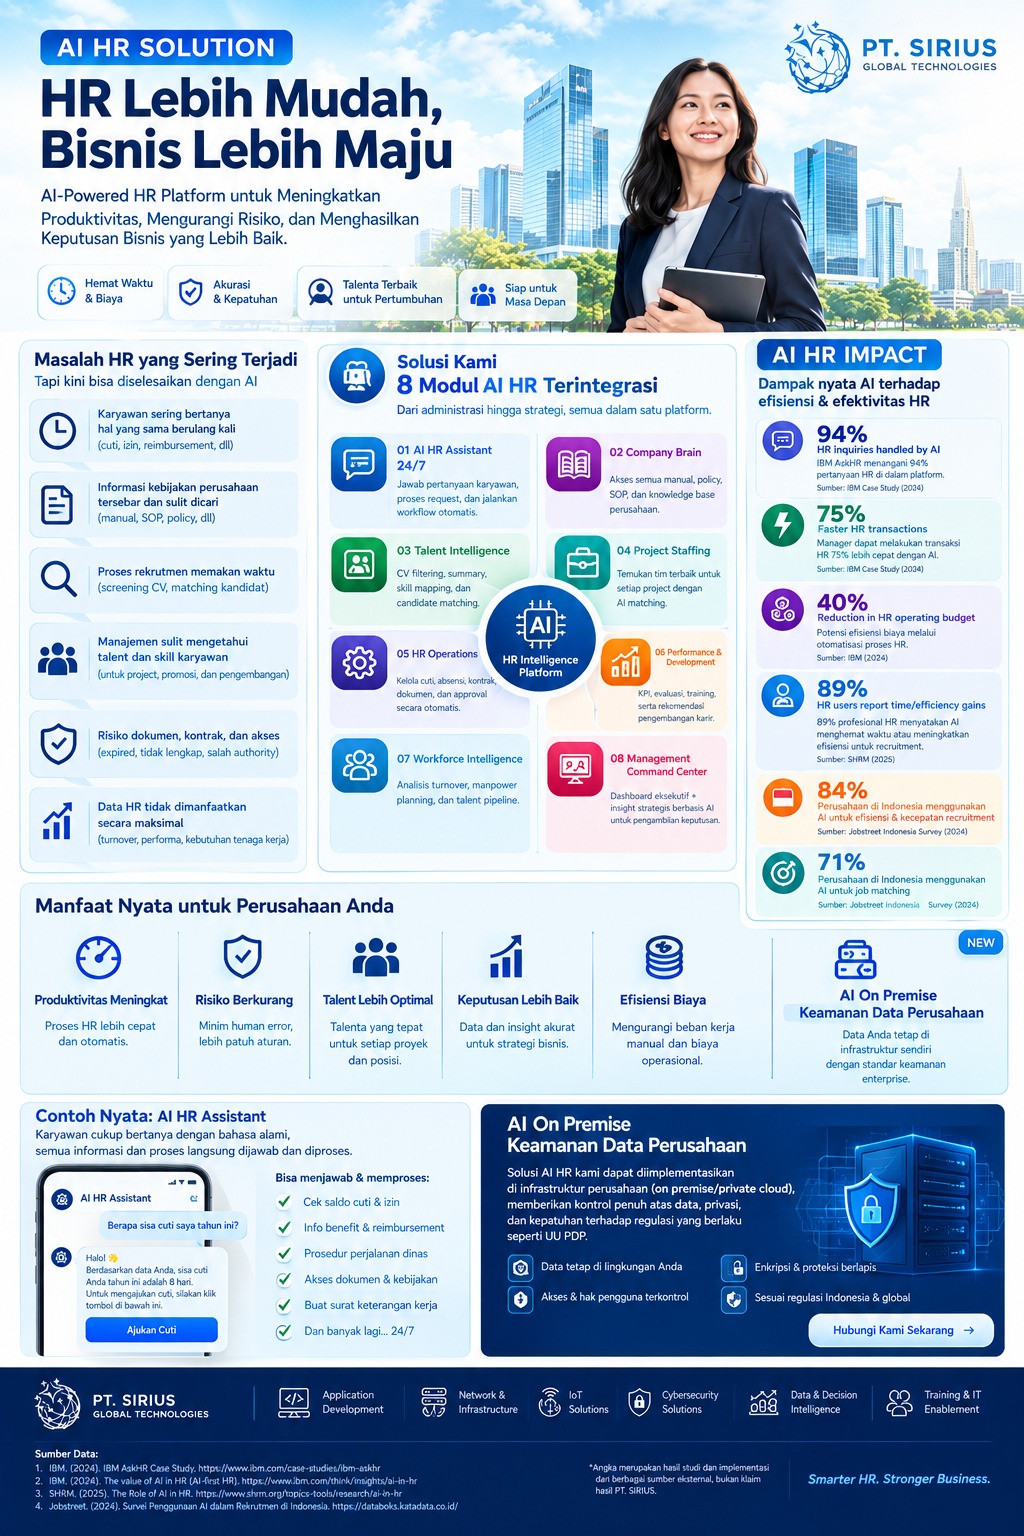 AI HR SOLUTION
PT. SIRIUS
GLOBAL TECHNOLOGIES
HR Lebih Mudah,
Bisnis Lebih Maju
AI-Powered HR Platform untuk Meningkatkan
Produktivitas, Mengurangi Risiko, dan Menghasilkan
Keputusan Bisnis yang Lebih Baik.
Hemat Waktu
& Biaya
Akurasi
& Kepatuhan
Talenta Terbaik
untuk Pertumbuhan
Siap untuk
Masa Depan
Masalah HR yang Sering Terjadi
Tapi kini bisa diselesaikan dengan AI
Karyawan sering bertanya
hal yang sama berulang kali
(cuti, izin, reimbursement, dll)
Informasi kebijakan perusahaan
tersebar dan sulit dicari
(manual, SOP, policy, dll)
Proses rekrutmen memakan waktu
(screening CV, matching kandidat)
Manajemen sulit mengetahui
talent dan skill karyawan
(untuk project, promosi, dan pengembangan)
Risiko dokumen, kontrak, dan akses
(expired, tidak lengkap, salah authority)
Data HR tidak dimanfaatkan
secara maksimal
(turnover, performa, kebutuhan tenaga kerja)
Solusi Kami
8 Modul AI HR Terintegrasi
Dari administrasi hingga strategi, semua dalam satu platform.
01 AI HR Assistant
24/7
Jawab pertanyaan karyawan,
proses request, dan jalankan
workflow otomatis.
02 Company Brain
Akses semua manual, policy,
SOP, dan knowledge base
perusahaan.
03 Talent Intelligence
CV filtering, summary,
skill mapping, dan
candidate matching.
04 Project Staffing
Temukan tim terbaik untuk
setiap project dengan
AI matching.
AI
HR Intelligence
Platform
05 HR Operations
Kelola cuti, absensi, kontrak,
dokumen, dan approval
secara otomatis.
06 Performance &
Development
KPI, evaluasi, training,
serta rekomendasi
pengembangan karir.
07 Workforce Intelligence
Analisis turnover, manpower
planning, dan talent pipeline.
08 Management
Command Center
Dashboard eksekutif +
insight strategis berbasis AI
untuk pengambilan keputusan.
AI HR IMPACT
Dampak nyata AI terhadap
efisiensi & efektivitas HR
94%
HR inquiries handled by AI
IBM AskHR menangani 94%
pertanyaan HR di dalam platform.
Sumber: IBM Case Study (2024)
75%
Faster HR transactions
Manager dapat melakukan transaksi
HR 75% lebih cepat dengan AI.
Sumber: IBM Case Study (2024)
40%
Reduction in HR operating budget
Potensi efisiensi biaya melalui
otomatisasi proses HR.
Sumber: IBM (2024)
89%
HR users report time/efficiency gains
89% profesional HR menyatakan AI
menghemat waktu atau meningkatkan
efisiensi untuk recruitment.
Sumber: SHRM (2025)
84%
Perusahaan di Indonesia menggunakan
AI untuk efisiensi & kecepatan recruitment
Sumber: Jobstreet Indonesia Survey (2024)
71%
Perusahaan di Indonesia menggunakan
AI untuk job matching
Sumber: Jobstreet Indonesia Survey (2024)
Manfaat Nyata untuk Perusahaan Anda
Produktivitas Meningkat
Proses HR lebih cepat
dan otomatis.
Risiko Berkurang
Minim human error,
lebih patuh aturan.
Talent Lebih Optimal
Talenta yang tepat
untuk setiap proyek
dan posisi.
Keputusan Lebih Baik
Data dan insight akurat
untuk strategi bisnis.
Efisiensi Biaya
Mengurangi beban kerja
manual dan biaya
operasional.
NEW
AI On Premise
Keamanan Data Perusahaan
Data Anda tetap di
infrastruktur sendiri
dengan standar keamanan
enterprise.
Contoh Nyata: AI HR Assistant
Karyawan cukup bertanya dengan bahasa alami,
semua informasi dan proses langsung dijawab dan diproses.
AI HR Assistant
Berapa sisa cuti saya tahun ini?
Halo! 👋
Berdasarkan data Anda, sisa cuti
Anda tahun ini adalah 8 hari.
Untuk mengajukan cuti, silakan klik
tombol di bawah ini.
Ajukan Cuti
Bisa menjawab & memproses:
Cek saldo cuti & izin
Info benefit & reimbursement
Prosedur perjalanan dinas
Akses dokumen & kebijakan
Buat surat keterangan kerja
Dan banyak lagi... 24/7
AI On Premise
Keamanan Data Perusahaan
Solusi AI HR kami dapat diimplementasikan
di infrastruktur perusahaan (on premise/private cloud),
memberikan kontrol penuh atas data, privasi,
dan kepatuhan terhadap regulasi yang berlaku
seperti UU PDP.
Data tetap di lingkungan Anda
Enkripsi & proteksi berlapis
Akses & hak pengguna terkontrol
Sesuai regulasi Indonesia & global
Hubungi Kami Sekarang →
PT. SIRIUS
GLOBAL TECHNOLOGIES
Application
Development
Network &
Infrastructure
IoT
Solutions
Cybersecurity
Solutions
Data & Decision
Intelligence
Training & IT
Enablement
Sumber Data:
1. IBM. (2024). IBM AskHR Case Study. https://www.ibm.com/case-studies/ibm-askhr
2. IBM. (2024). The value of AI in HR (AI-first HR). https://www.ibm.com/think/insights/ai-in-hr
3. SHRM. (2025). The Role of AI in HR. https://www.shrm.org/topics-tools/research/ai-in-hr
4. Jobstreet. (2024). Survei Penggunaan AI dalam Rekrutmen di Indonesia. https://databoks.katadata.co.id/
*Angka merupakan hasil studi dan implementasi
dari berbagai sumber eksternal, bukan klaim
hasil PT. SIRIUS.
Smarter HR. Stronger Business.